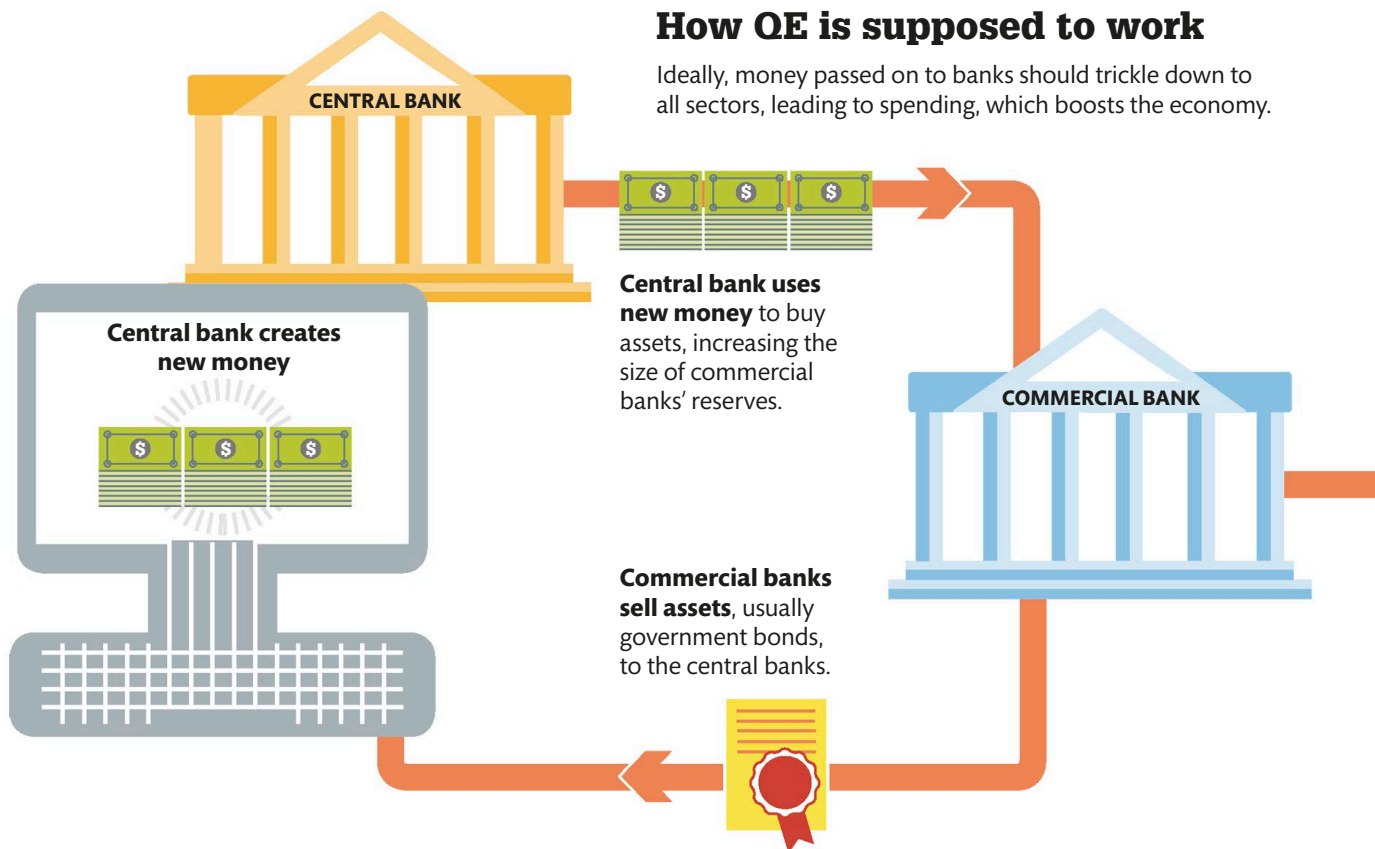 How QE is supposed to work
Ideally, money passed on to banks should trickle down to
all sectors, leading to spending, which boosts the economy.
CENTRAL BANK
$ $ $
Central bank uses
new money to buy
assets, increasing the
size of commercial
banks’ reserves.
Central bank creates
new money
$ $ $
COMMERCIAL BANK
Commercial banks
sell assets, usually
government bonds,
to the central banks.